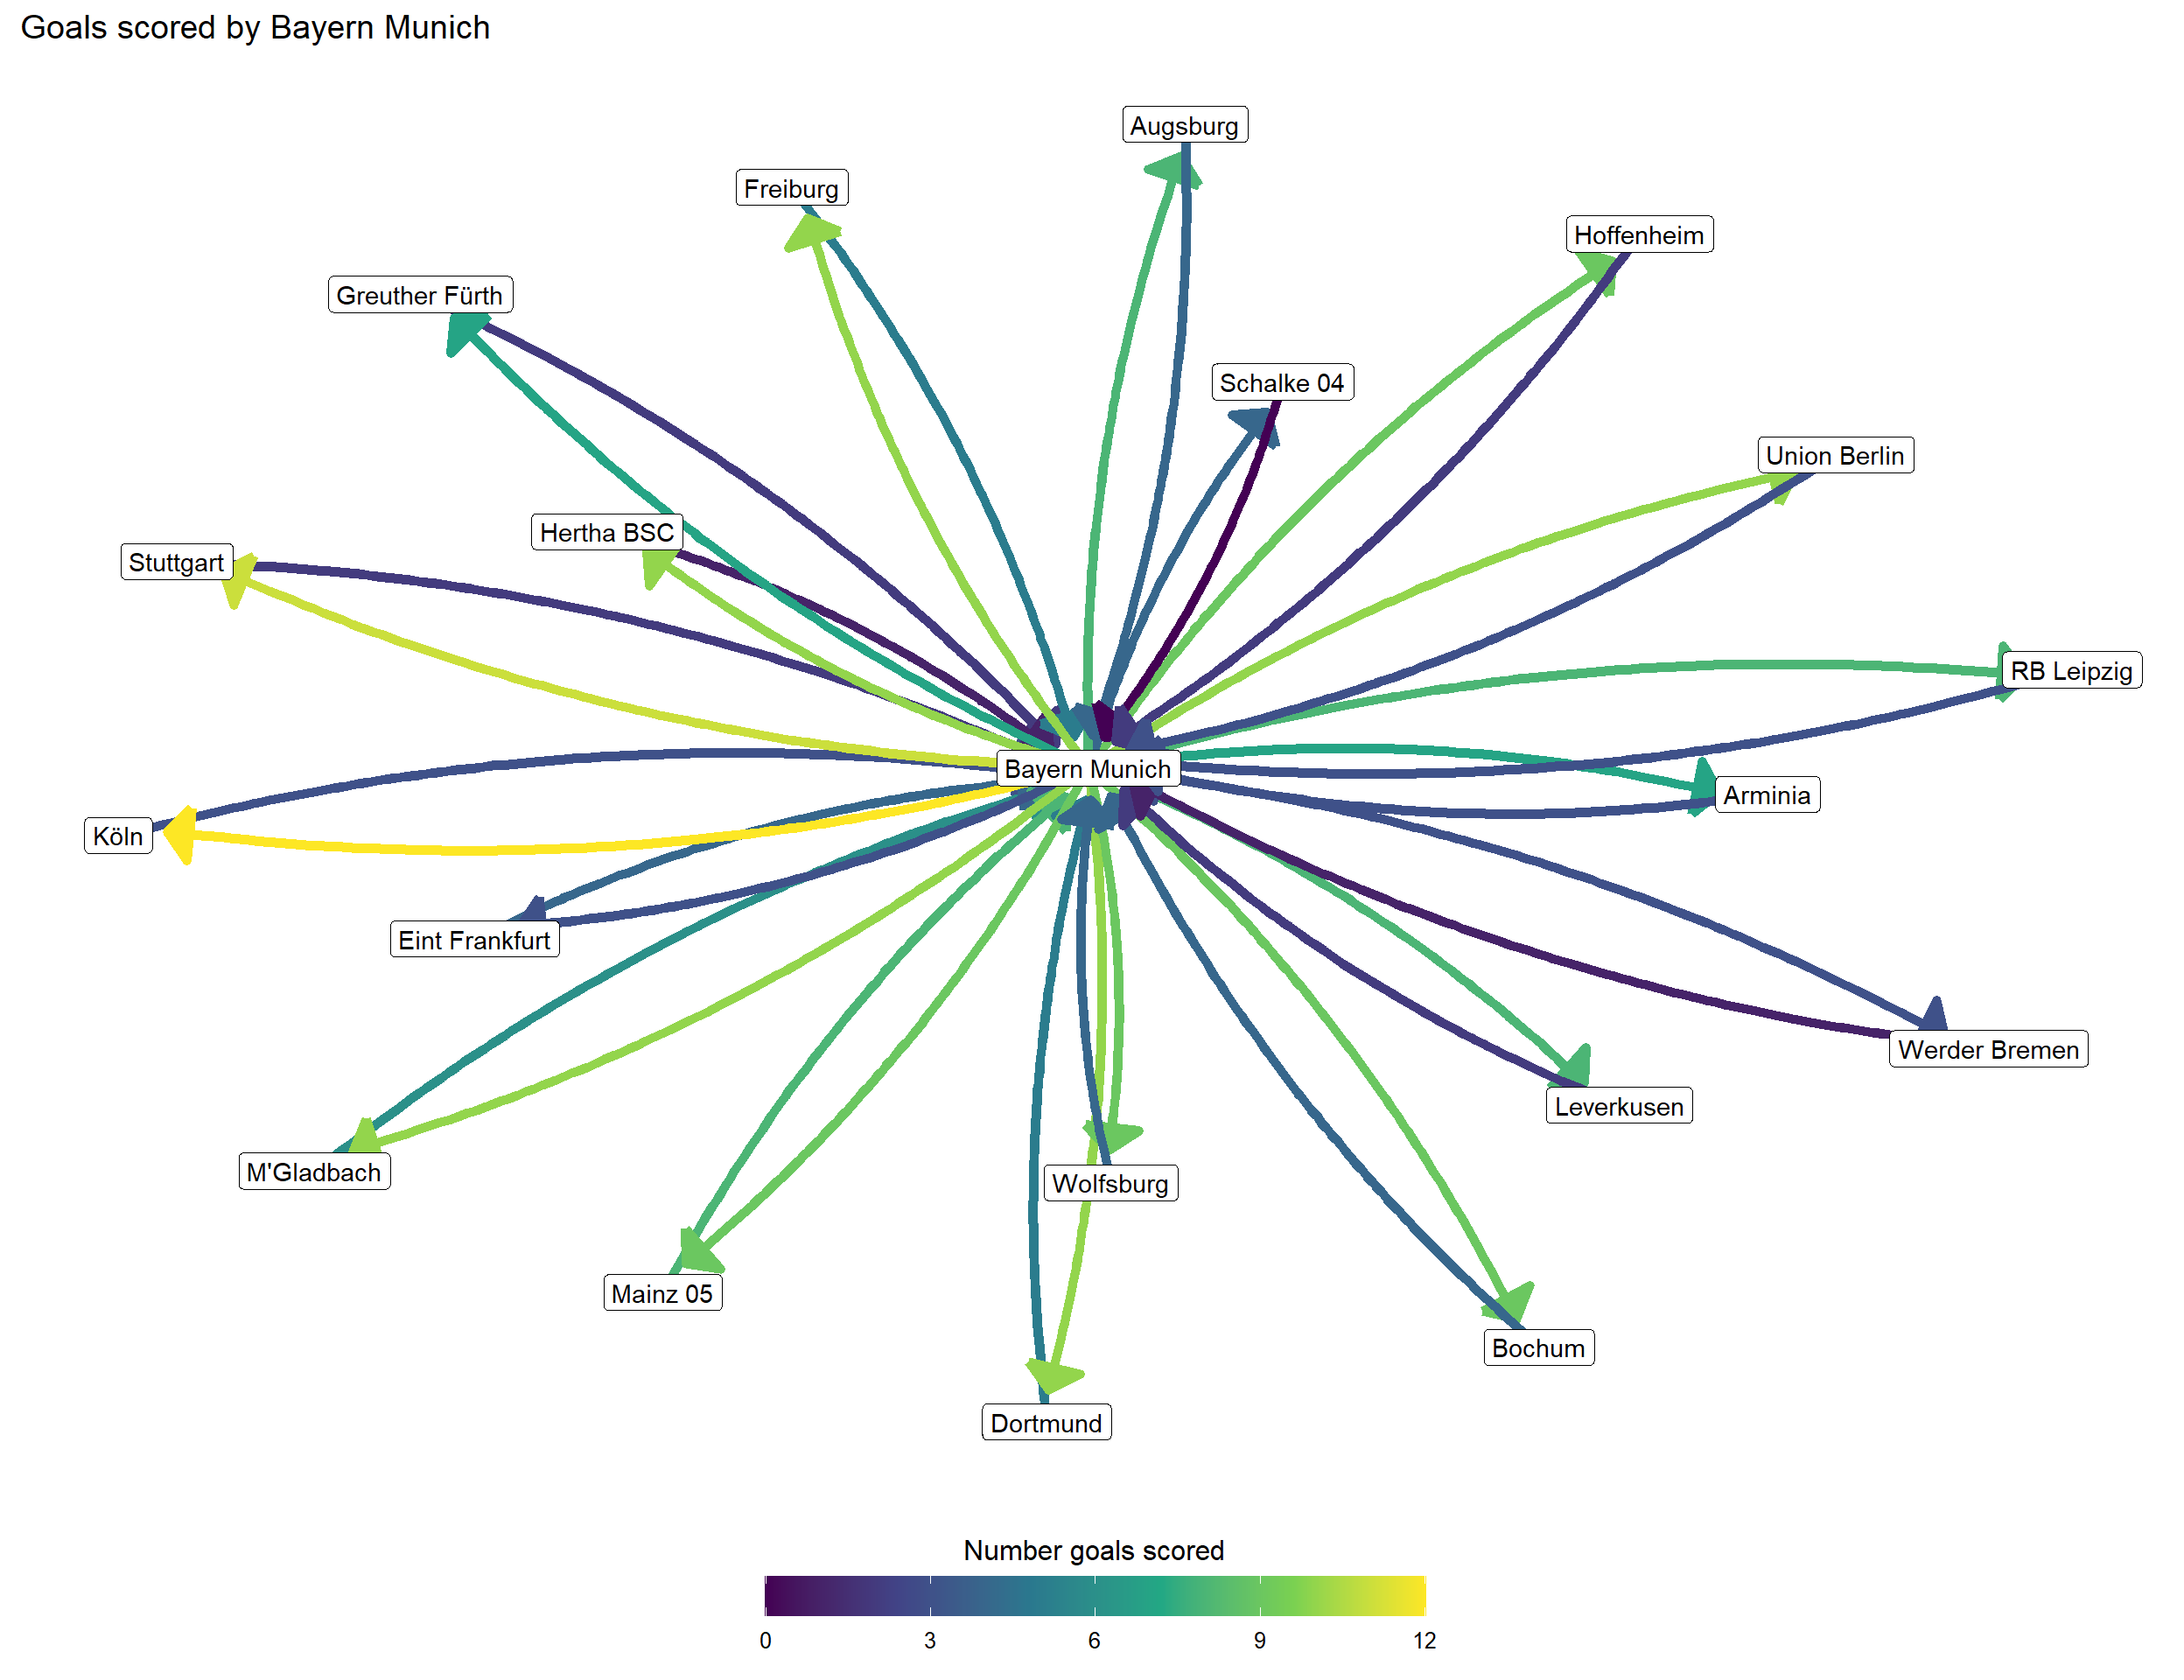 Goals scored by Bayern Munich
Augsburg
Freiburg
Hoffenheim
Greuther Fürth
Schalke 04
Union Berlin
Hertha BSC
Stuttgart
RB Leipzig
Bayern Munich
Arminia
Köln
Eint Frankfurt
Werder Bremen
Leverkusen
M'Gladbach
Wolfsburg
Mainz 05
Bochum
Dortmund
Number goals scored
0 3 6 9 12